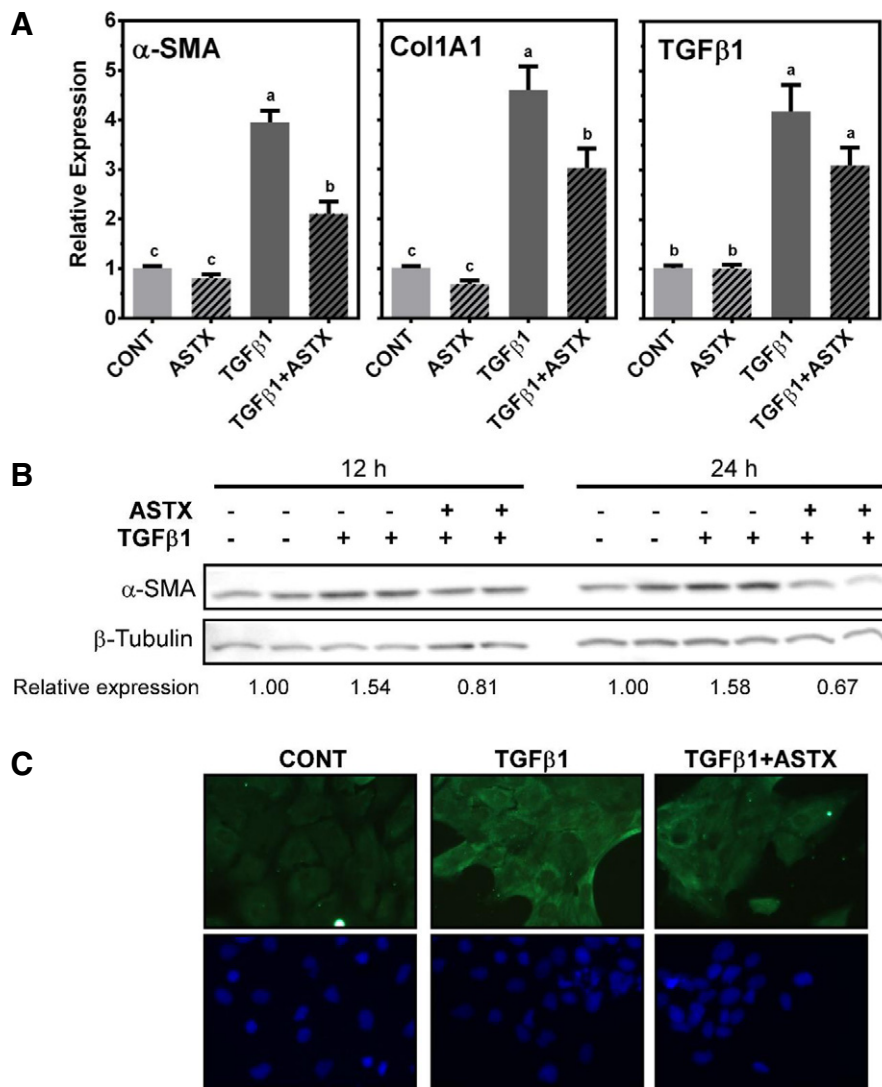 A
α-SMA
Col1A1
TGFβ1
Relative Expression
6
5
4
3
2
1
0
c c a b
c c a b
b b a a
CONT ASTX TGFβ1 TGFβ1+ASTX
CONT ASTX TGFβ1 TGFβ1+ASTX
CONT ASTX TGFβ1 TGFβ1+ASTX
B
12 h 24 h
ASTX - - - - + + - - - - + +
TGFβ1 - - + + + + - - + + + +
α-SMA
β-Tubulin
Relative expression 1.00 1.54 0.81 1.00 1.58 0.67
C
CONT TGFβ1 TGFβ1+ASTX